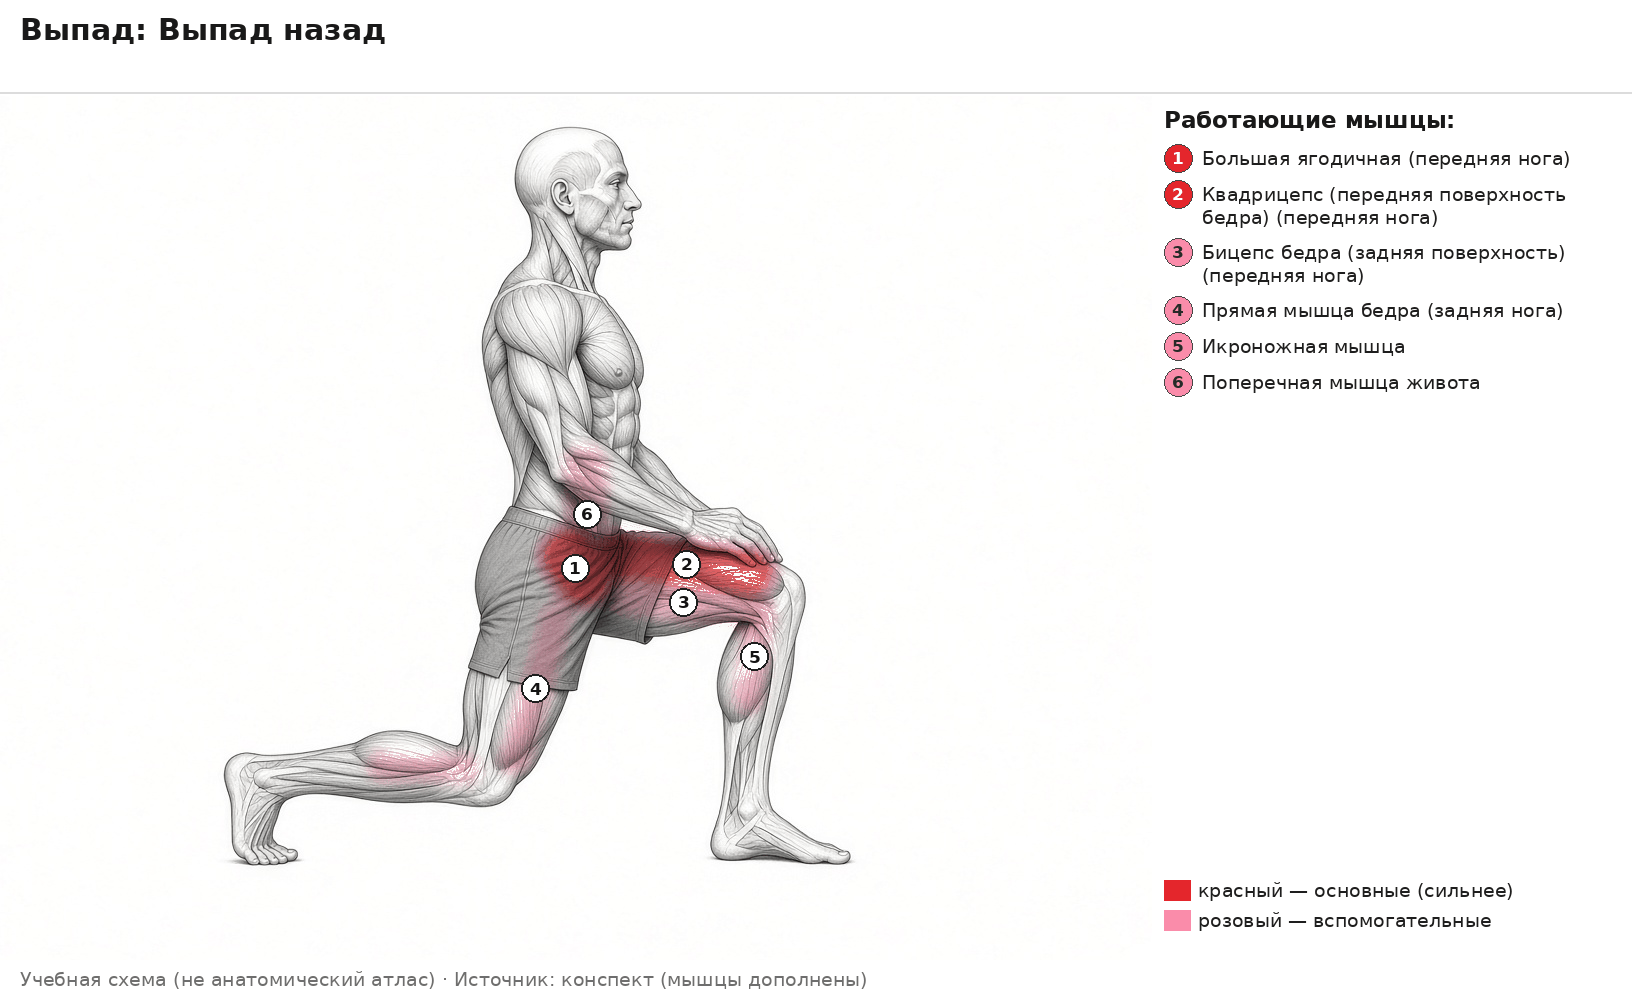 Выпад: Выпад назад
Работающие мышцы:
1 Большая ягодичная (передняя нога)
2 Квадрицепс (передняя поверхность
бедра) (передняя нога)
3 Бицепс бедра (задняя поверхность)
(передняя нога)
4 Прямая мышца бедра (задняя нога)
5 Икроножная мышца
6 Поперечная мышца живота
6
1
2
3
5
4
красный — основные (сильнее)
розовый — вспомогательные
Учебная схема (не анатомический атлас) · Источник: конспект (мышцы дополнены)